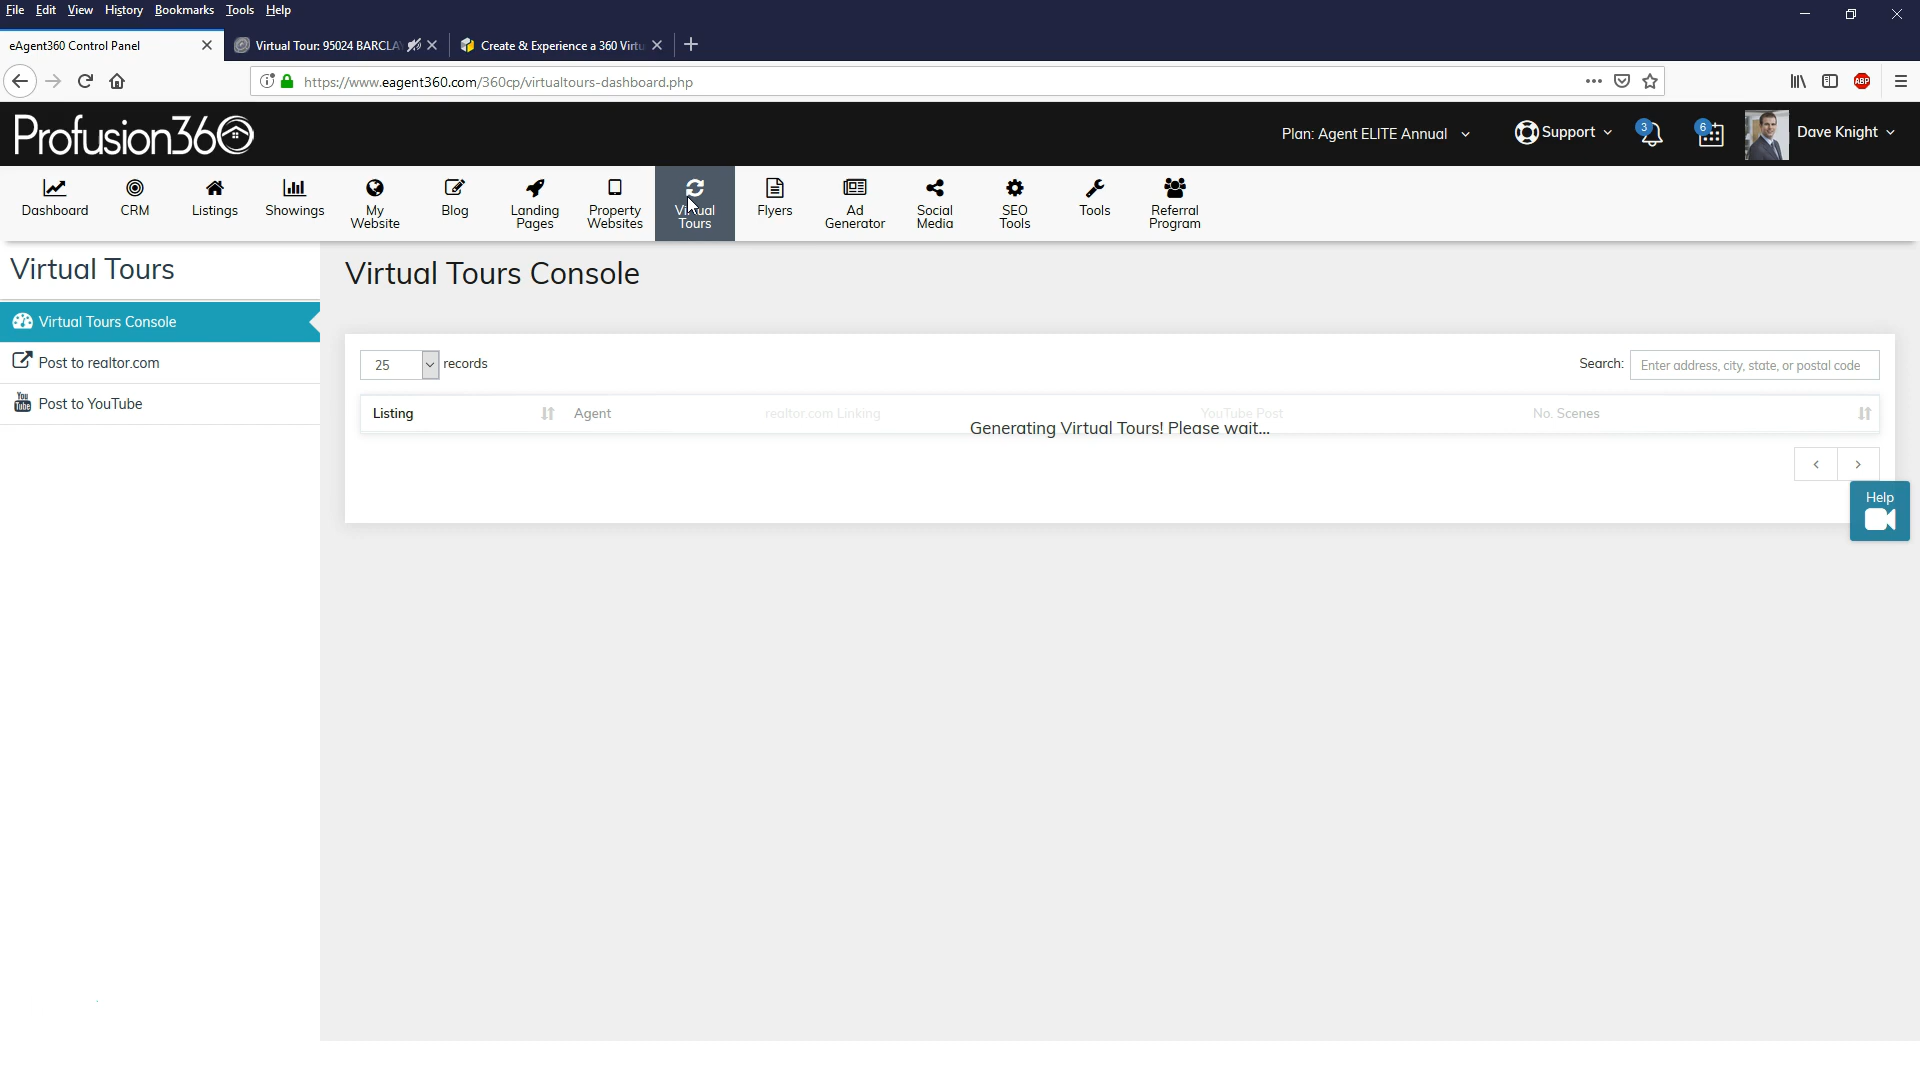 File Edit View History Bookmarks Tools Help
eAgent360 Control Panel
Virtual Tour: 95024 BARCLA
Create & Experience a 360 Virtu
https://www.eagent360.com/360cp/virtualtours-dashboard.php
ABP
Profusion360
Plan: Agent ELITE Annual
Support
3
6
Dave Knight
Dashboard
CRM
Listings
Showings
My
Website
Blog
Landing
Pages
Property
Websites
Virtual
Tours
Flyers
Ad
Generator
Social
Media
SEO
Tools
Tools
Referral
Program
Virtual Tours
Virtual Tours Console
Post to realtor.com
You
Tube
Post to YouTube
Virtual Tours Console
25 records
Search: Enter address, city, state, or postal code
Listing Agent realtor.com Linking YouTube Post No. Scenes
Generating Virtual Tours! Please wait...
Help